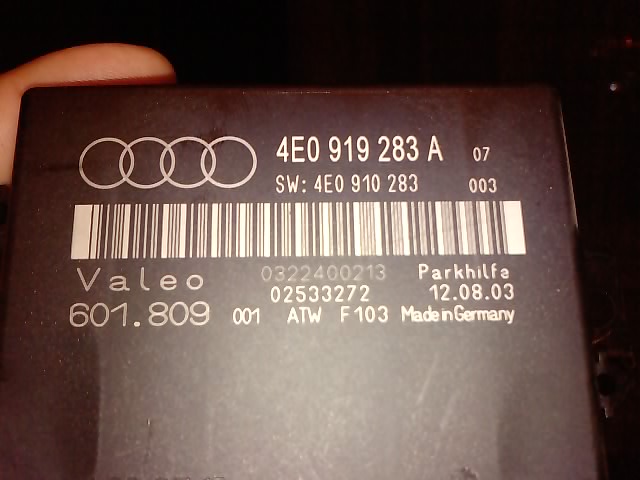 4E0 919 283 A 07
SW: 4E0 910 283 003
Valeo 0322400213 Parkhilfe
02533272 12.08.03
601.809 001 ATW F103 Made in Germany